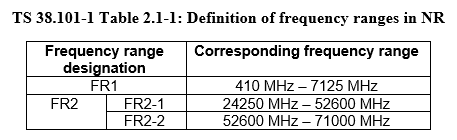 TS 38.101-1 Table 2.1-1: Definition of frequency ranges in NR
Frequency range designation Corresponding frequency range
FR1 410 MHz – 7125 MHz
FR2 FR2-1 24250 MHz – 52600 MHz
FR2-2 52600 MHz – 71000 MHz